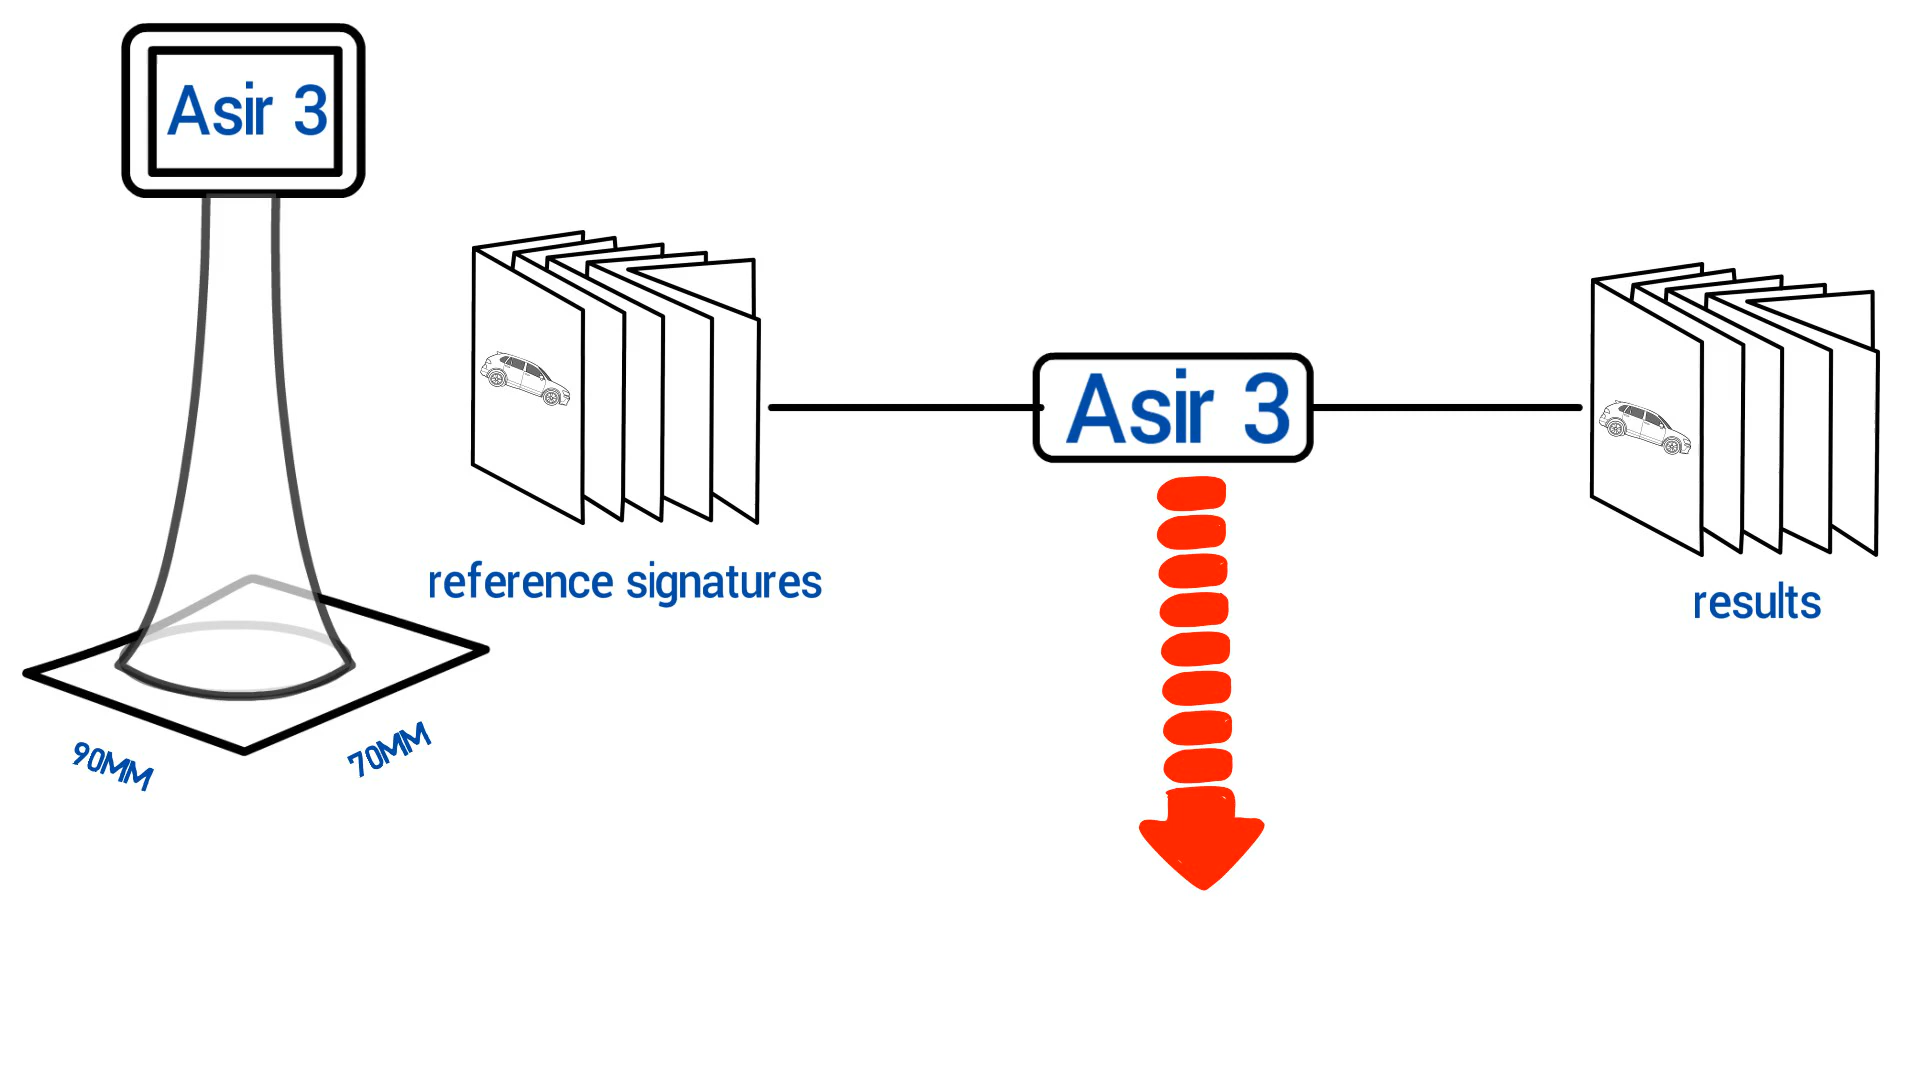 Asir 3
reference signatures
Asir 3
results
90MM
70MM